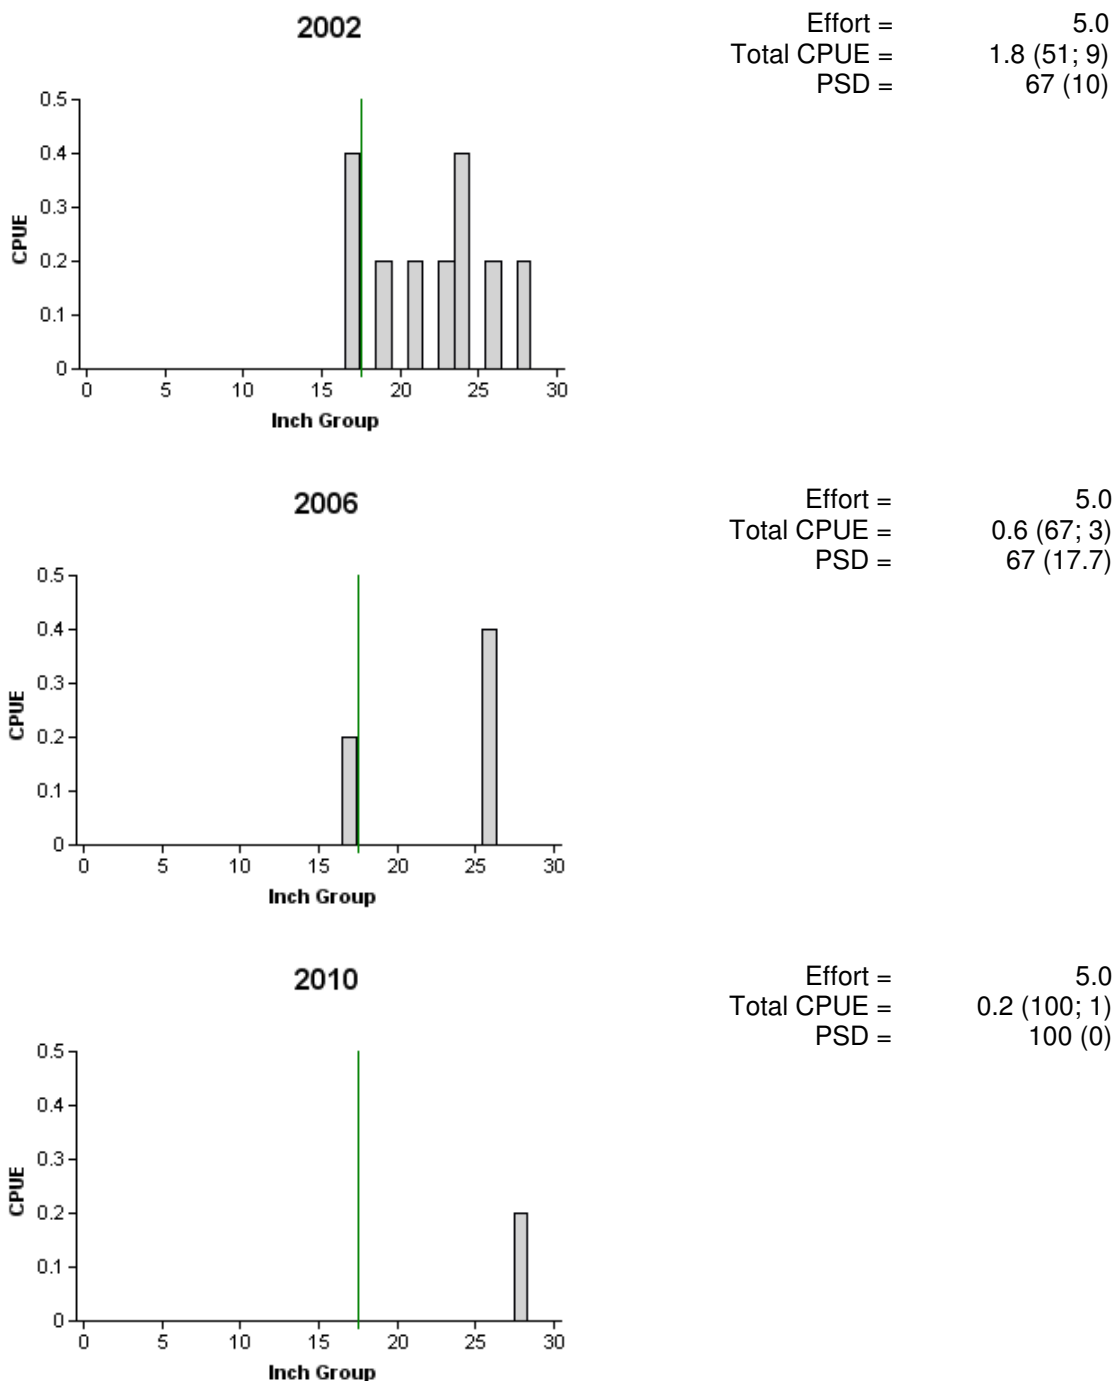 2002
Effort = 5.0
Total CPUE = 1.8 (51; 9)
PSD = 67 (10)
0.5
0.4
0.3
0.2
0.1
0
CPUE
0 5 10 15 20 25 30
Inch Group
2006
Effort = 5.0
Total CPUE = 0.6 (67; 3)
PSD = 67 (17.7)
0.5
0.4
0.3
0.2
0.1
0
CPUE
0 5 10 15 20 25 30
Inch Group
2010
Effort = 5.0
Total CPUE = 0.2 (100; 1)
PSD = 100 (0)
0.5
0.4
0.3
0.2
0.1
0
CPUE
0 5 10 15 20 25 30
Inch Group